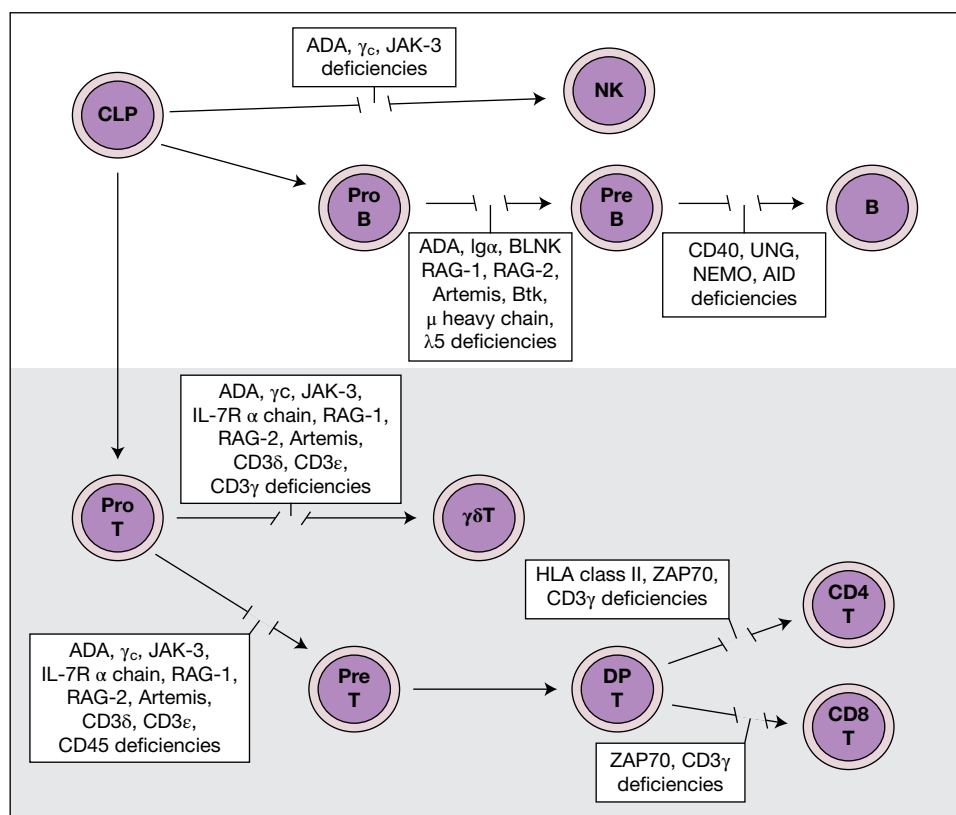 ADA, γc, JAK-3
deficiencies
CLP
NK
Pro
B
Pre
B
B
ADA, Igα, BLNK
RAG-1, RAG-2,
Artemis, Btk,
μ heavy chain,
λ5 deficiencies
CD40, UNG,
NEMO, AID
deficiencies
ADA, γc, JAK-3,
IL-7R α chain, RAG-1,
RAG-2, Artemis,
CD3δ, CD3ε,
CD3γ deficiencies
Pro
T
γδT
HLA class II, ZAP70,
CD3γ deficiencies
CD4
T
ADA, γc, JAK-3,
IL-7R α chain, RAG-1,
RAG-2, Artemis,
CD3δ, CD3ε,
CD45 deficiencies
Pre
T
DP
T
CD8
T
ZAP70, CD3γ
deficiencies